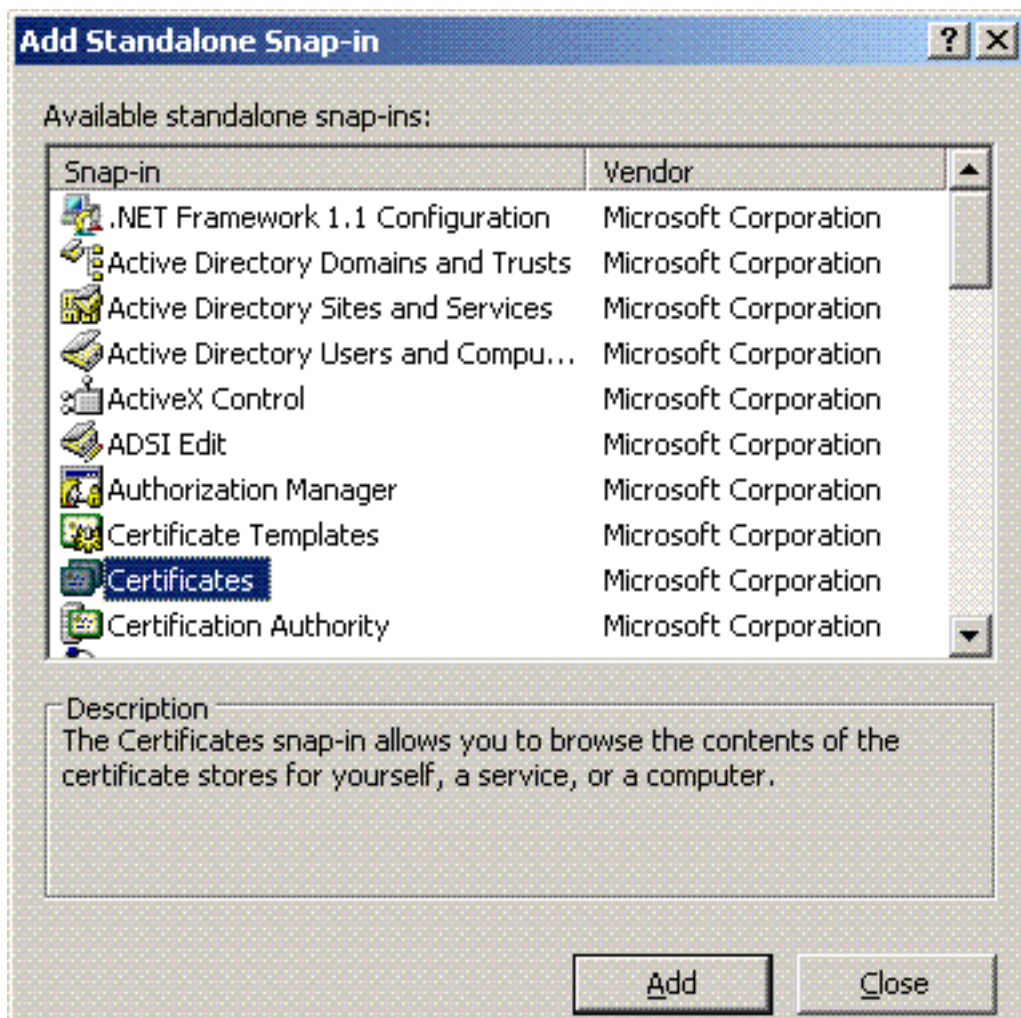 Add Standalone Snap-in
Available standalone snap-ins:
Snap-in Vendor
.NET Framework 1.1 Configuration Microsoft Corporation
Active Directory Domains and Trusts Microsoft Corporation
Active Directory Sites and Services Microsoft Corporation
Active Directory Users and Compu... Microsoft Corporation
ActiveX Control Microsoft Corporation
ADSI Edit Microsoft Corporation
Authorization Manager Microsoft Corporation
Certificate Templates Microsoft Corporation
Certificates Microsoft Corporation
Certification Authority Microsoft Corporation
Description
The Certificates snap-in allows you to browse the contents of the
certificate stores for yourself, a service, or a computer.
Add Close